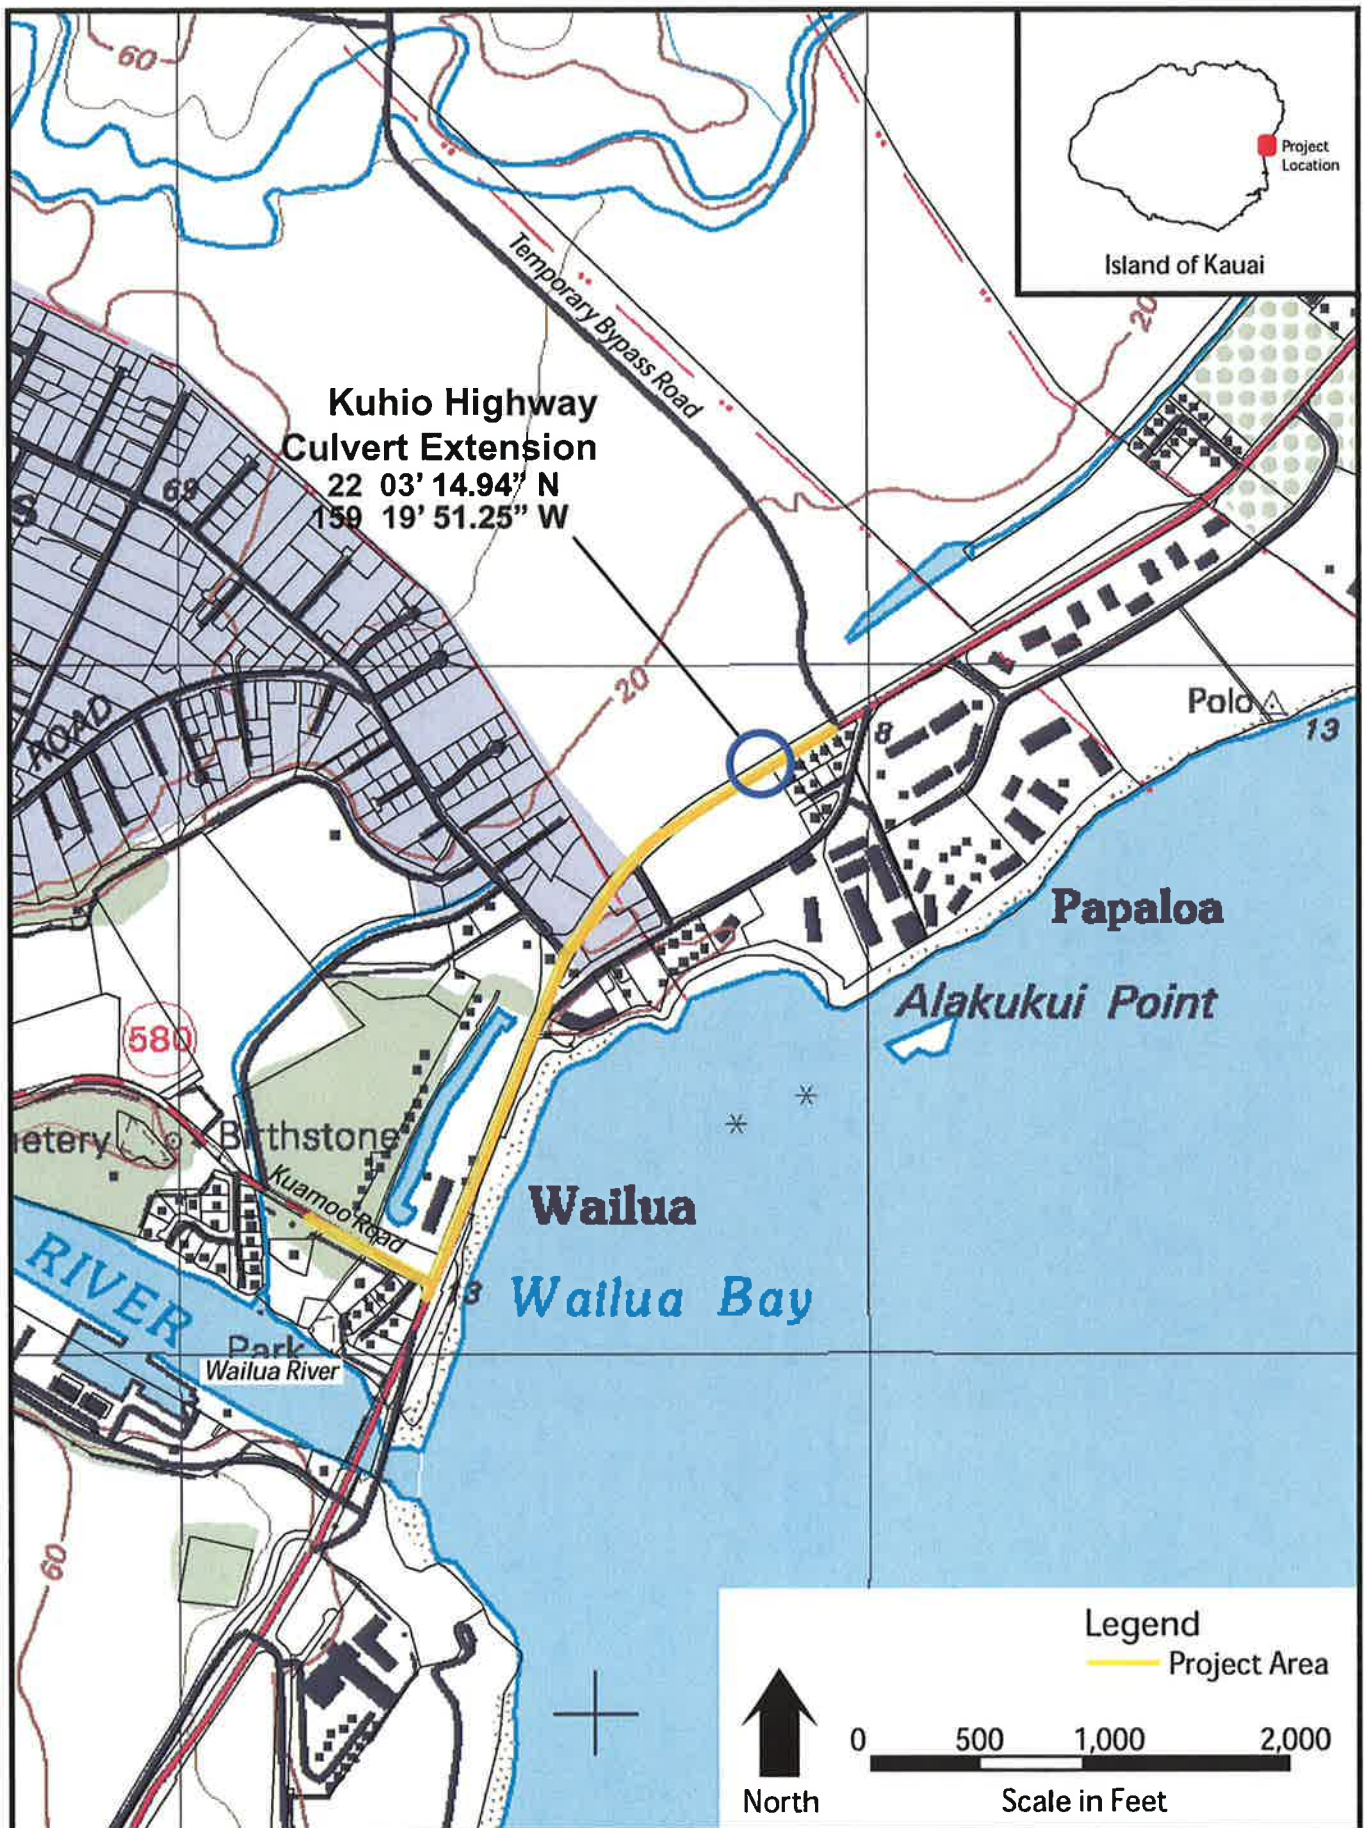 60
Project
Location
Island of Kauai
20
Temporary Bypass Road
Kuhio Highway
Culvert Extension
22 03' 14.94" N
159 19' 51.25" W
69
S
ROAD
20
Polo
13
8
Papaloa
Alakukui Point
580
etery
Birthstone
Kuamoo Road
Wailua
13
Wailua Bay
RIVER
Park
Wailua River
60
Legend
Project Area
0 500 1,000 2,000
North
Scale in Feet